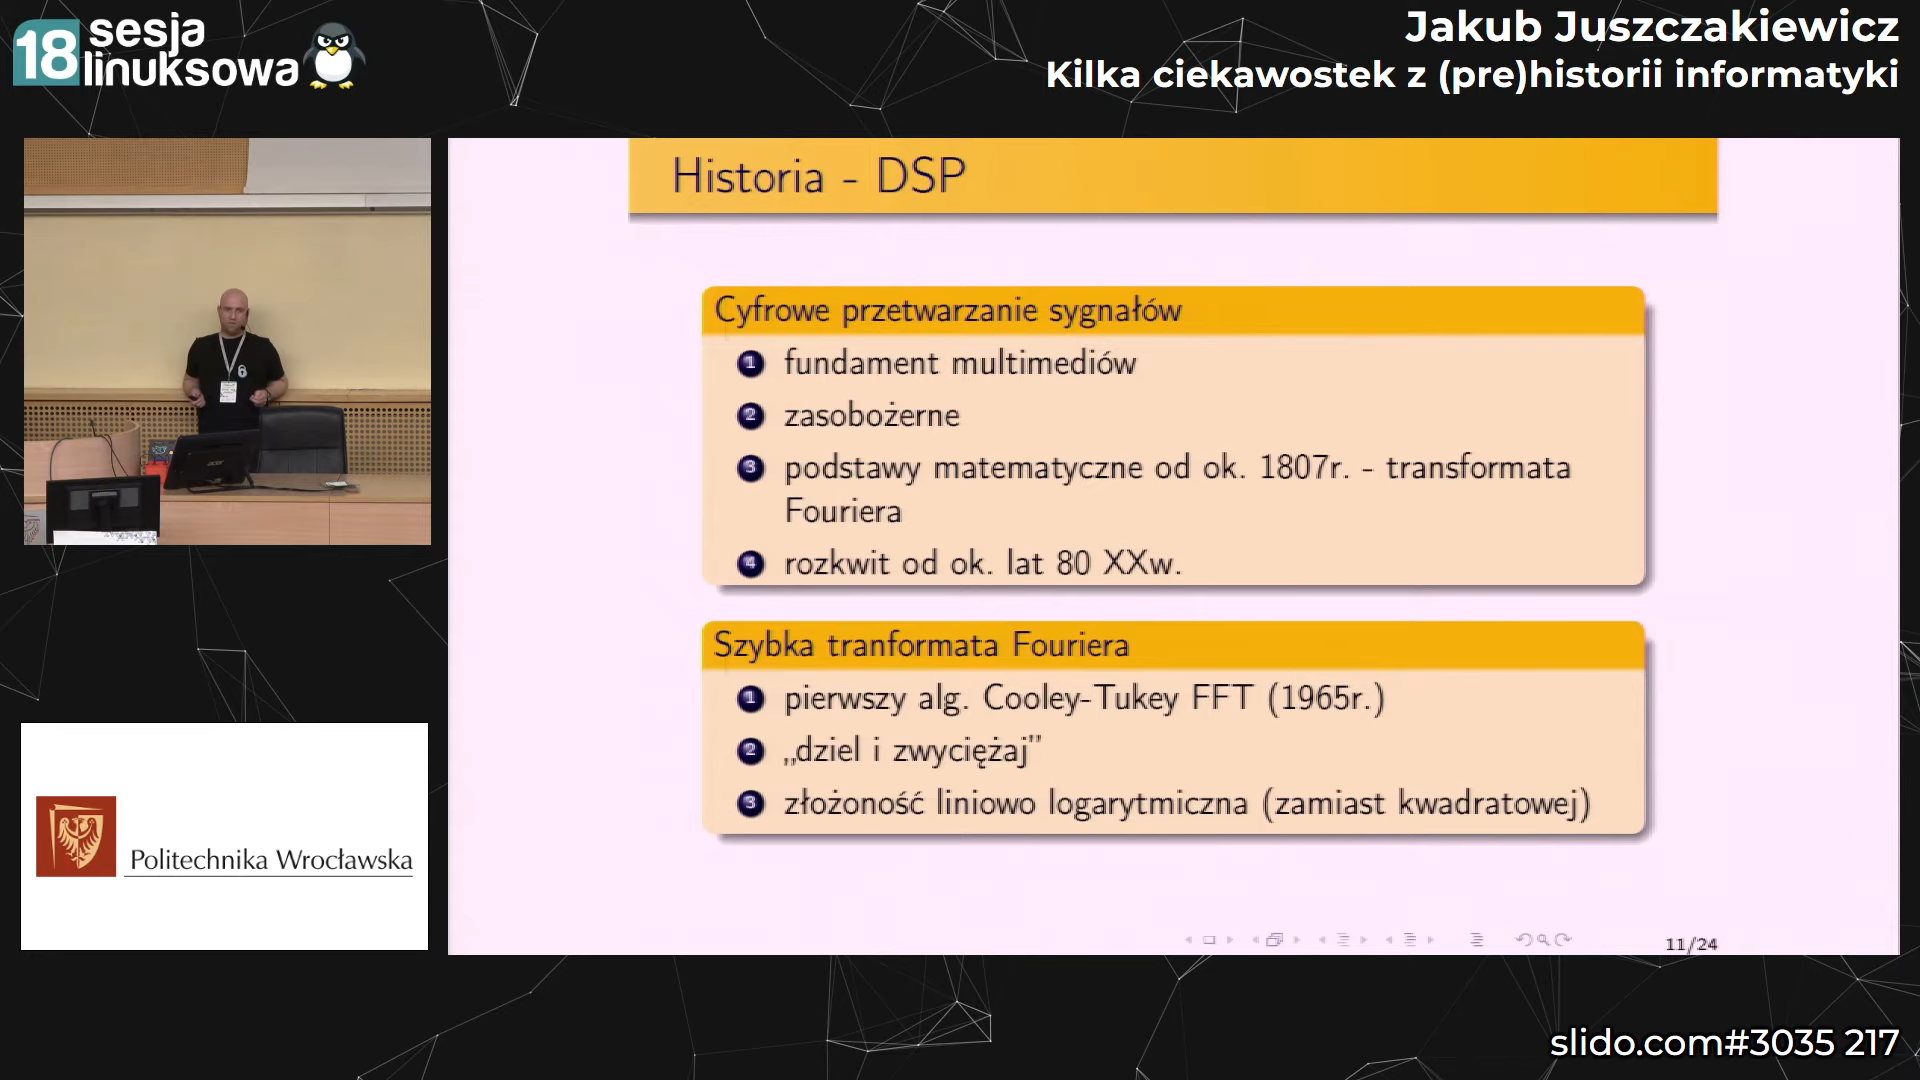 18 sesja
linuksowa
Jakub Juszczakiewicz
Kilka ciekawostek z (pre)historii informatyki
Historia - DSP
Cyfrowe przetwarzanie sygnałów
1 fundament multimediów
2 zasobożerne
3 podstawy matematyczne od ok. 1807r. - transformata
Fouriera
4 rozkwit od ok. lat 80 XXw.
Szybka tranformata Fouriera
1 pierwszy alg. Cooley-Tukey FFT (1965r.)
2 „dziel i zwyciężaj”
3 złożoność liniowo logarytmiczna (zamiast kwadratowej)
11/24
acer
Politechnika Wrocławska
slido.com#3035 217